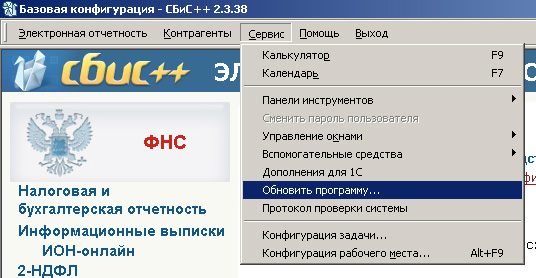 Базовая конфигурация - СБиС++ 2.3.38
Электронная отчетность Контрагенты Сервис Помощь Выход
сбис++ ЭЛ
Калькулятор F9
Календарь F7
Панели инструментов
Сменить пароль пользователя
Управление окнами
Вспомогательные средства
Дополнения для 1С
Обновить программу...
Протокол проверки системы
Конфигурация задачи...
Конфигурация рабочего места... Alt+F9
ФНС
Налоговая и
бухгалтерская отчетность
Информационные выписки
ИОН-онлайн
2-НДФЛ